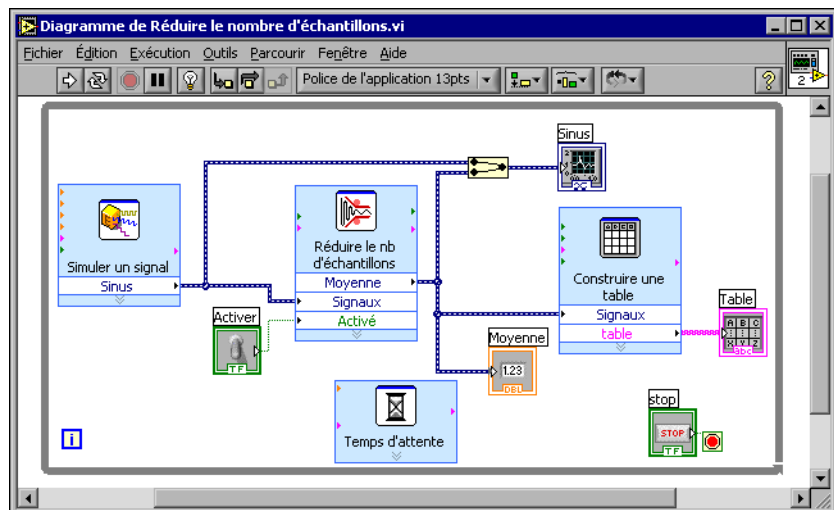 Diagramme de Réduire le nombre d'échantillons.vi
Fichier Édition Exécution Outils Parcourir Fenêtre Aide
Police de l'application 13pts
2
Sinus
Simuler un signal
Sinus
Réduire le nb
d'échantillons
Moyenne
Signaux
Activé
Activer
TF
Construire une
table
Signaux
table
Table
A B C
X Y Z
abc
Moyenne
1.23
DBL
Temps d'attente
stop
STOP
TF
i